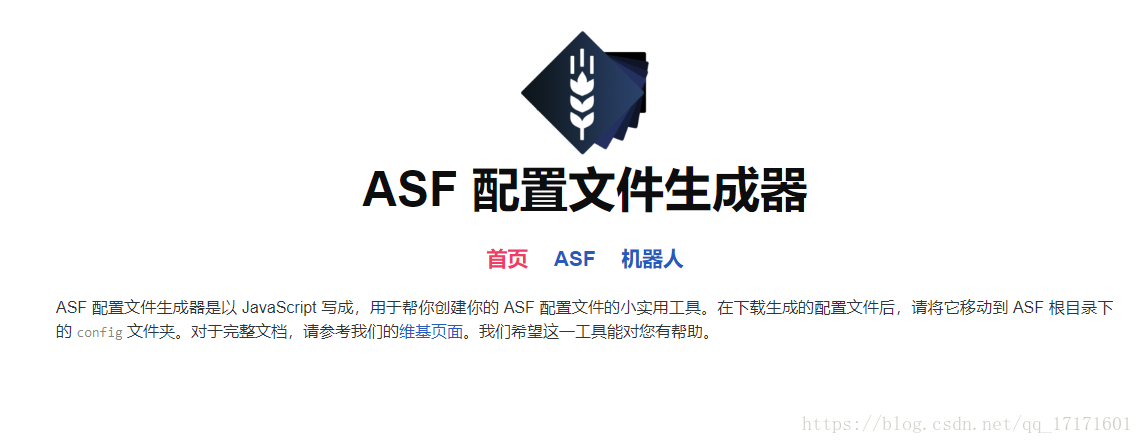 ASF 配置文件生成器
首页 ASF 机器人
ASF 配置文件生成器是以 JavaScript 写成，用于帮你创建你的 ASF 配置文件的小实用工具。在下载生成的配置文件后，请将它移动到 ASF 根目录下
的 config 文件夹。对于完整文档，请参考我们的维基页面。我们希望这一工具能对您有帮助。
https://blog.csdn.net/qq_17171601